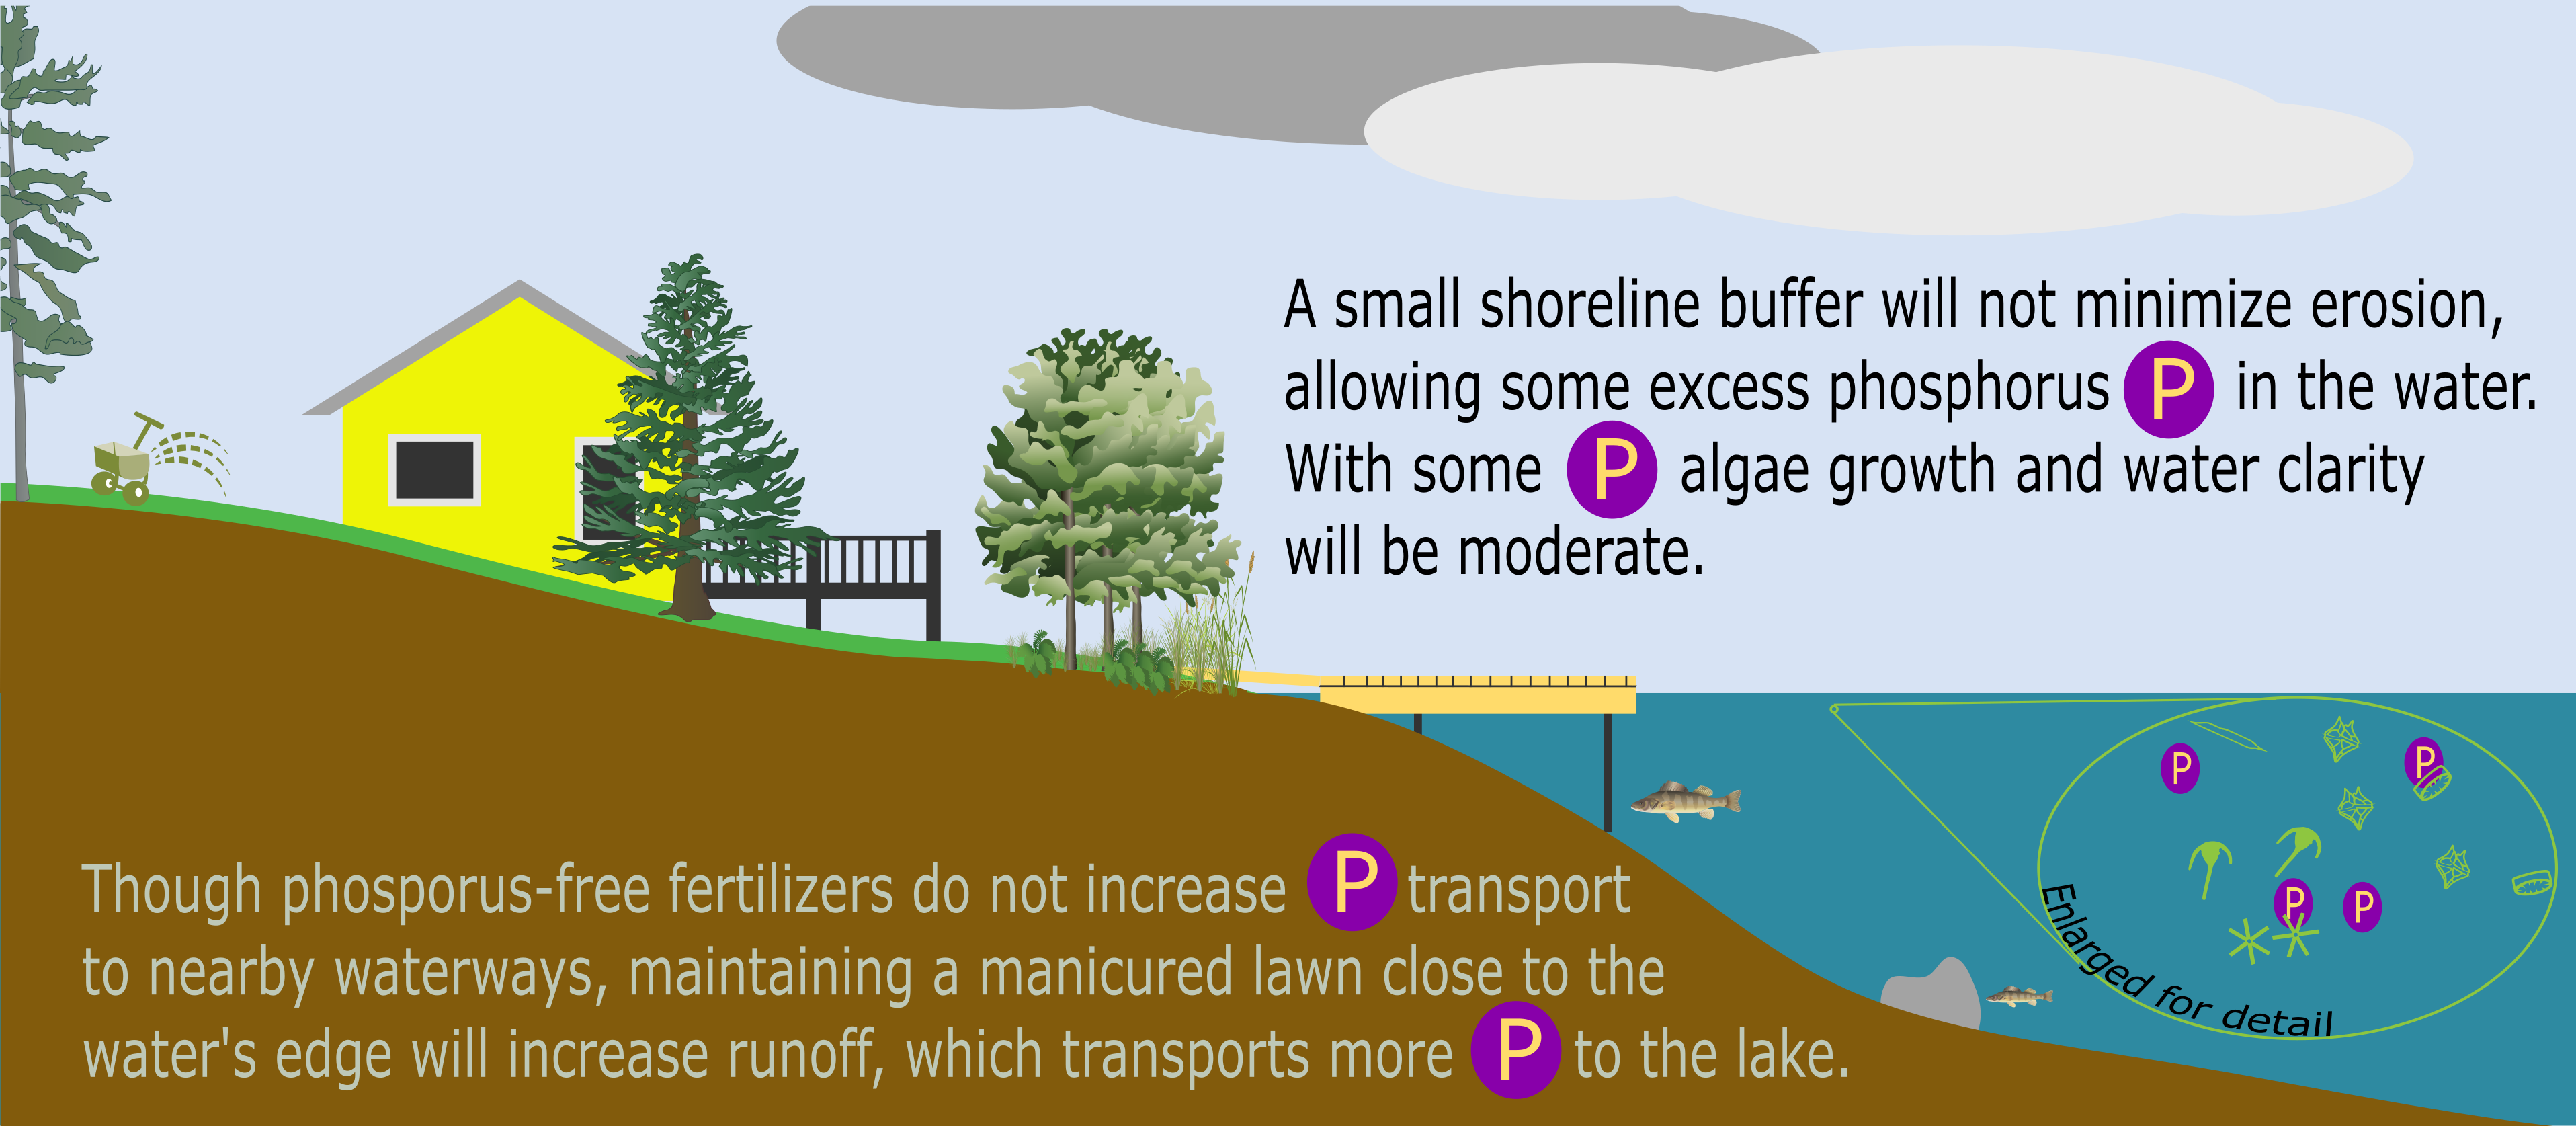 A small shoreline buffer will not minimize erosion,
allowing some excess phosphorus P in the water.
With some P algae growth and water clarity
will be moderate.
P
P
P
P
Enlarged for detail
Though phosporus-free fertilizers do not increase P transport
to nearby waterways, maintaining a manicured lawn close to the
water's edge will increase runoff, which transports more P to the lake.